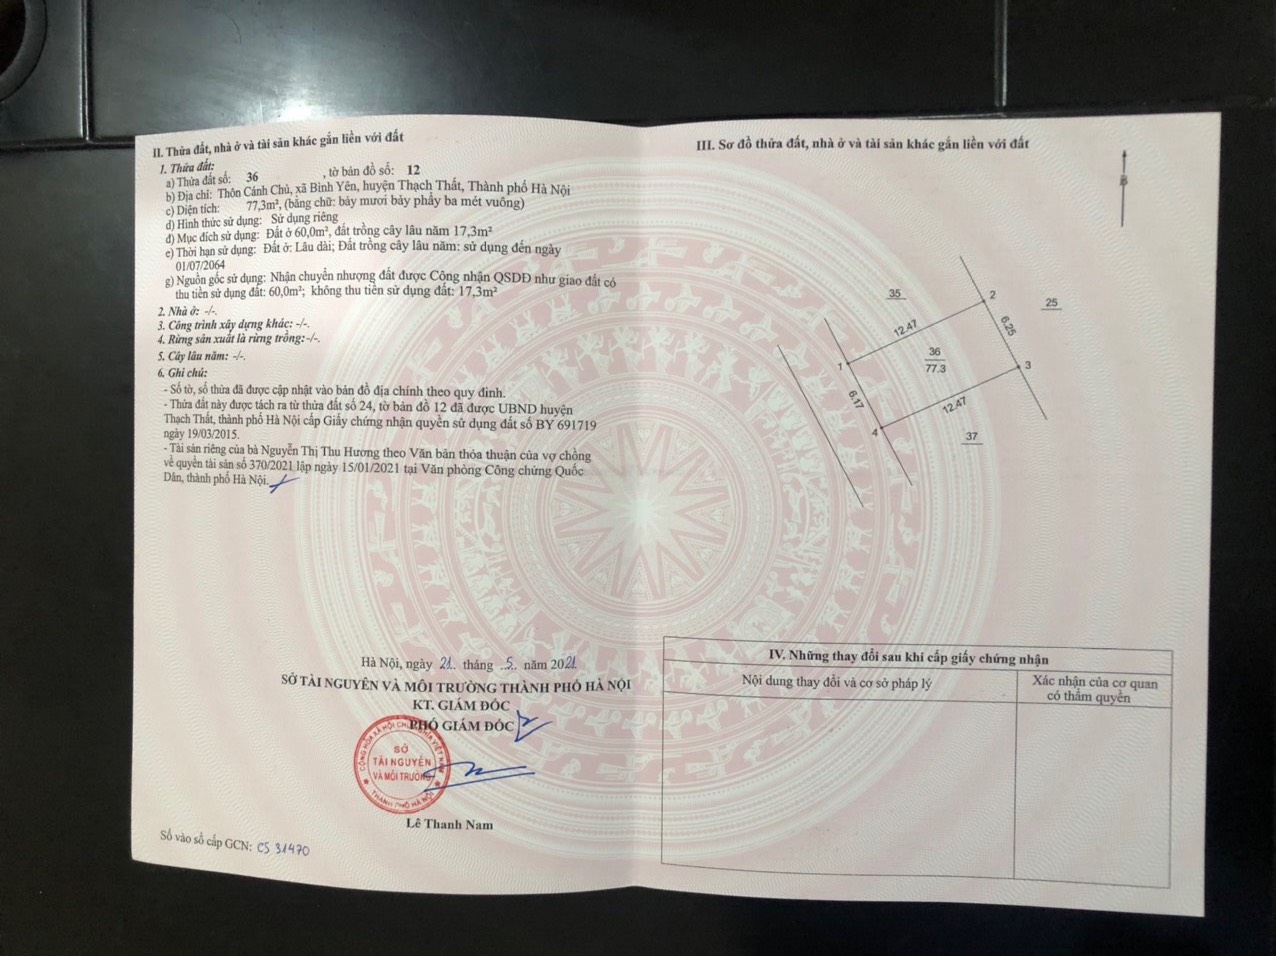 II. Thửa đất, nhà ở và tài sản khác gắn liền với đất
1. Thửa đất:
a) Thửa đất số: 36 , tờ bản đồ số: 12
b) Địa chỉ: Thôn Cánh Chủ, xã Bình Yên, huyện Thạch Thất, Thành phố Hà Nội
c) Diện tích: 77,3m², (bằng chữ: bảy mươi bảy phẩy ba mét vuông)
d) Hình thức sử dụng: Sử dụng riêng
đ) Mục đích sử dụng: Đất ở 60,0m², đất trồng cây lâu năm 17,3m²
e) Thời hạn sử dụng: Đất ở: Lâu dài; Đất trồng cây lâu năm: sử dụng đến ngày
01/07/2064
g) Nguồn gốc sử dụng: Nhận chuyển nhượng đất được Công nhận QSDĐ như giao đất có
thu tiền sử dụng đất: 60,0m²; không thu tiền sử dụng đất: 17,3m²
2. Nhà ở: -/-.
3. Công trình xây dựng khác: -/-.
4. Rừng sản xuất là rừng trồng:-/-.
5. Cây lâu năm: -/-.
6. Ghi chú:
- Số tờ, số thửa đã được cập nhật vào bản đồ địa chính theo quy định.
- Thửa đất này được tách ra từ thửa đất số 24, tờ bản đồ 12 đã được UBND huyện
Thạch Thất, thành phố Hà Nội cấp Giấy chứng nhận quyền sử dụng đất số BY 691719
ngày 19/03/2015.
- Tài sản riêng của bà Nguyễn Thị Thu Hương theo Văn bản thỏa thuận của vợ chồng
về quyền tài sản số 370/2021 lập ngày 15/01/2021 tại Văn phòng Công chứng Quốc
Dân, thành phố Hà Nội.
Hà Nội, ngày 21.. tháng ..5.. năm 2021
SỞ TÀI NGUYÊN VÀ MÔI TRƯỜNG THÀNH PHỐ HÀ NỘI
KT. GIÁM ĐỐC
PHÓ GIÁM ĐỐC
CỘNG HÒA XÃ HỘI CHỦ NGHĨA VIỆT NAM
SỞ
TÀI NGUYÊN
VÀ MÔI TRƯỜNG
THÀNH PHỐ HÀ NỘI
Lê Thanh Nam
Số vào sổ cấp GCN: CS 31470
III. Sơ đồ thửa đất, nhà ở và tài sản khác gắn liền với đất
B
35
2
25
12.47
6.25
1
36
77.3
3
6.17
12.47
4
37
IV. Những thay đổi sau khi cấp giấy chứng nhận
Nội dung thay đổi và cơ sở pháp lý
Xác nhận của cơ quan
có thẩm quyền